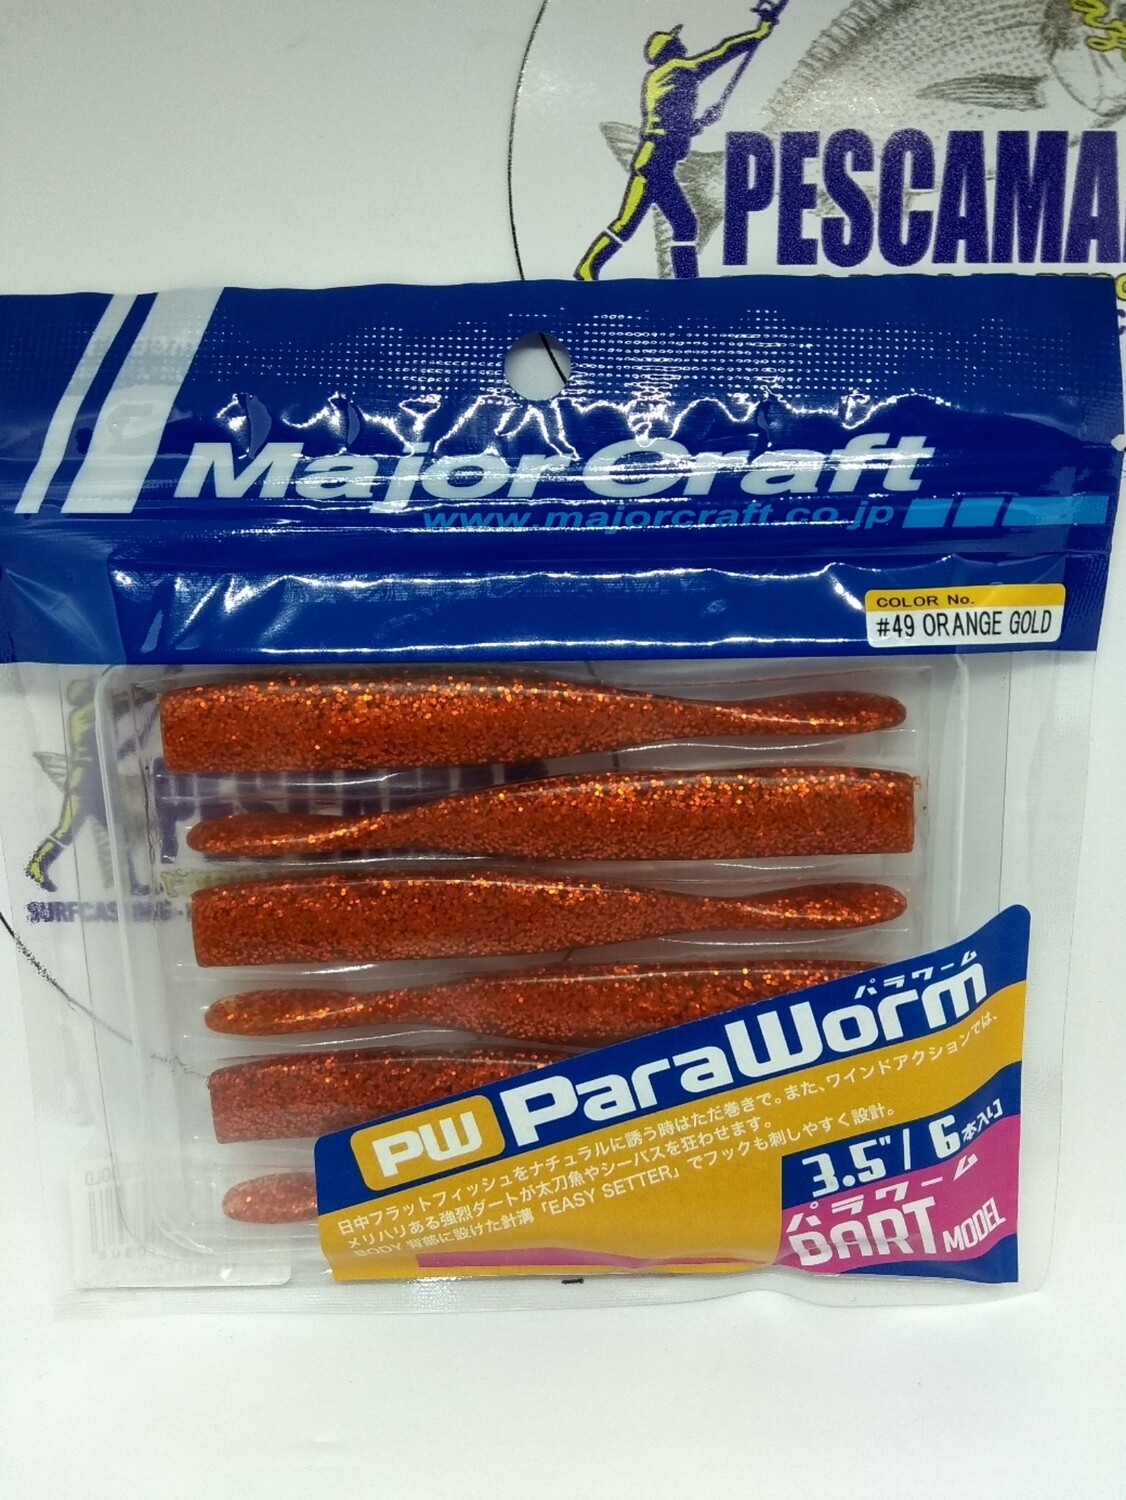 PESCAMA
Major Craft
www.majorcraft.co.jp
COLOR No.
#49 ORANGE GOLD
SURFCASTING
パラワーム
PW ParaWorm
日中フラットフィッシュをナチュラルに誘う時はただ巻きで。また、ワインドアクションでは、
メリハリある強烈ダートが太刀魚やシーバスを狂わせます。
BODY 背部に設けた針溝「EASY SETTER」でフックも刺しやすく設計。
3.5"/6本入り
パラワーム
DART MODEL